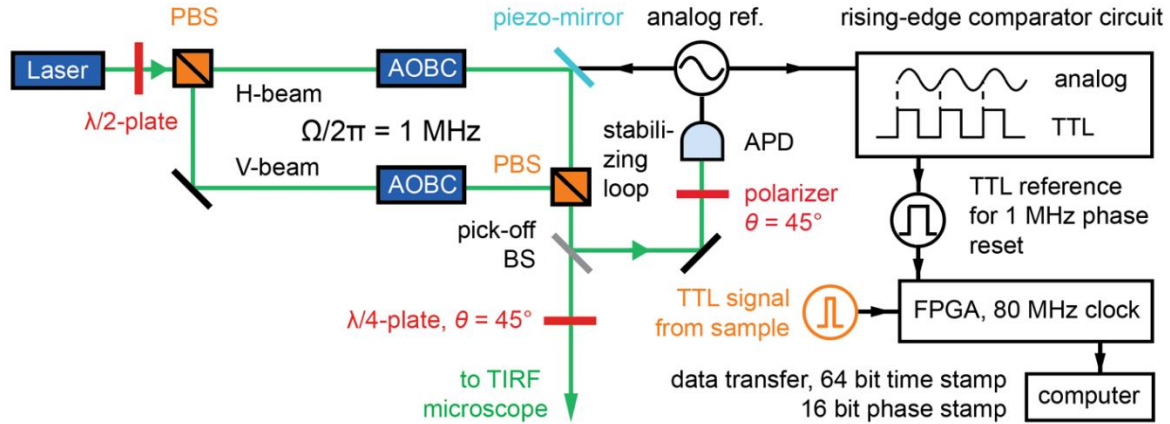 PBS
piezo-mirror
analog ref.
rising-edge comparator circuit
Laser
AOBC
analog
H-beam
λ/2-plate
Ω/2π = 1 MHz
stabili-
zing
loop
APD
TTL
V-beam
PBS
AOBC
polarizer
θ = 45°
TTL reference
for 1 MHz phase
reset
pick-off
BS
TTL signal
from sample
FPGA, 80 MHz clock
λ/4-plate, θ = 45°
to TIRF
microscope
data transfer, 64 bit time stamp
16 bit phase stamp
computer